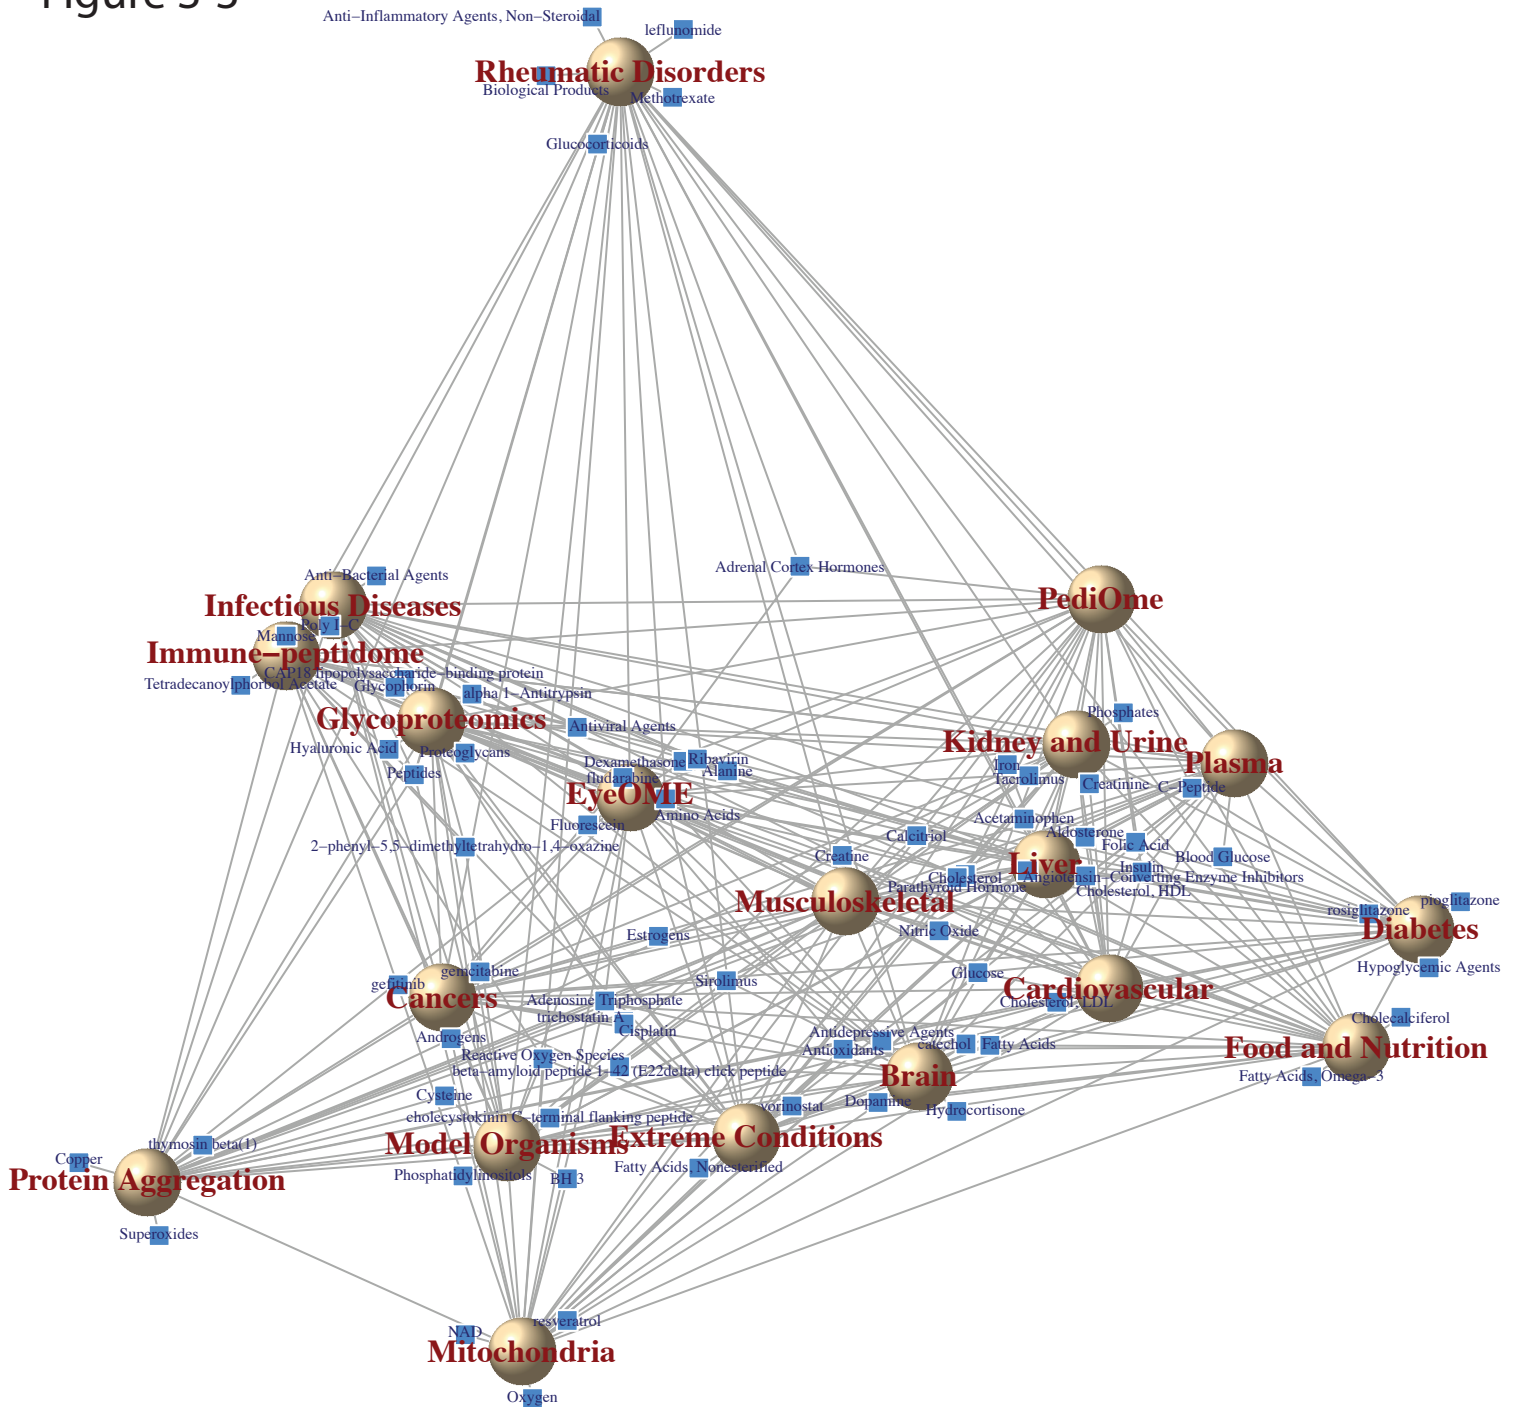 Anti−Inflammatory Agents, Non−Steroidal
leflunomide
Rheumatic Disorders
Biological Products
Methotrexate
Glucocorticoids
Adrenal Cortex Hormones
Anti−Bacterial Agents
PediOme
Infectious Diseases
Poly I−C
Mannose
Immune−peptidome
CAP18 lipopolysaccharide−binding protein
Tetradecanoylphorbol Acetate
Glycophorin
alpha 1−Antitrypsin
Phosphates
Glycoproteomics
Antiviral Agents
Kidney and Urine
Hyaluronic Acid
Proteoglycans
Dexamethasone
Ribavirin
Alanine
Iron
Plasma
Peptides
fludarabine
Tacrolimus
Creatinine
C−Peptide
EyeOME
Amino Acids
Fluorescein
Acetaminophen
Calcitriol
Aldosterone
2−phenyl−5,5−dimethyltetrahydro−1,4−oxazine
Folic Acid
Creatine
Blood Glucose
Liver
Insulin
Cholesterol
Angiotensin−Converting Enzyme Inhibitors
Parathyroid Hormone
Cholesterol, HDL
Musculoskeletal
pioglitazone
rosiglitazone
Diabetes
Estrogens
Nitric Oxide
Hypoglycemic Agents
gemcitabine
Glucose
gefitinib
Sirolimus
Cardiovascular
Cancers
Adenosine Triphosphate
Cholesterol, LDL
trichostatin A
Cholecalciferol
Cisplatin
Antidepressive Agents
Androgens
catechol
Fatty Acids
Food and Nutrition
Antioxidants
Reactive Oxygen Species
beta−amyloid peptide 1−42 (E22delta) click peptide
Brain
Fatty Acids, Omega−3
Cysteine
Dopamine
vorinostat
Hydrocortisone
cholecystokinin C−terminal flanking peptide
thymosin beta(1)
Model Organisms
Extreme Conditions
Copper
Fatty Acids, Nonesterified
Protein Aggregation
Phosphatidylinositols
BH 3
Superoxides
resveratrol
NAD
Mitochondria
Oxygen